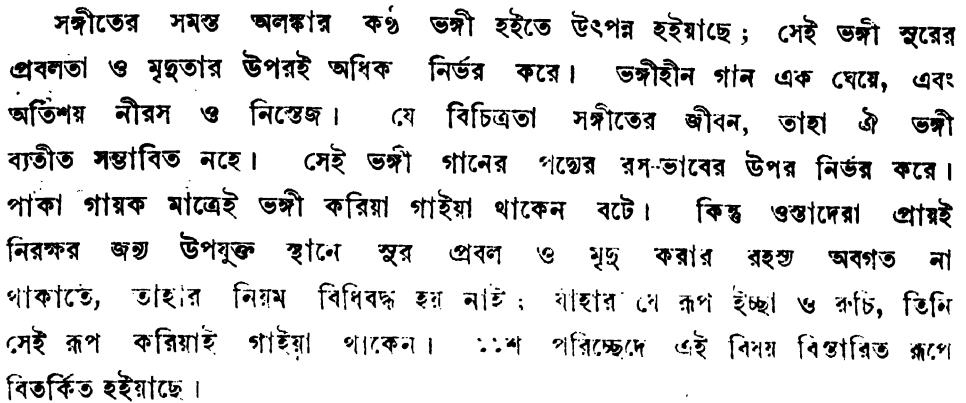 সঙ্গীতের সমস্ত অলঙ্কার কণ্ঠ ভঙ্গী হইতে উৎপন্ন হইয়াছে ; সেই ভঙ্গী সুরের
প্রবলতা ও মৃদুতার উপরই অধিক নির্ভর করে। ভঙ্গীহীন গান এক ঘেয়ে, এবং
অতিশয় নীরস ও নিস্তেজ। যে বিচিত্রতা সঙ্গীতের জীবন, তাহা ঐ ভঙ্গী
ব্যতীত সম্ভাবিত নহে। সেই ভঙ্গী গানের পদ্যের রস-ভাবের উপর নির্ভর করে।
পাকা গায়ক মাত্রেই ভঙ্গী করিয়া গাইয়া থাকেন বটে। কিন্তু ওস্তাদেরা প্রায়ই
নিরক্ষর জন্য উপযুক্ত স্থানে সুর প্রবল ও মৃদু করার রহস্য অবগত না
থাকাতে, তাহার নিয়ম বিধিবদ্ধ হয় নাই ; যাহার যে রূপ ইচ্ছা ও রুচি, তিনি
সেই রূপ করিয়াই গাইয়া থাকেন। পরিচ্ছেদে এই বিষয় বিস্তারিত রূপে
বিতর্কিত হইয়াছে।